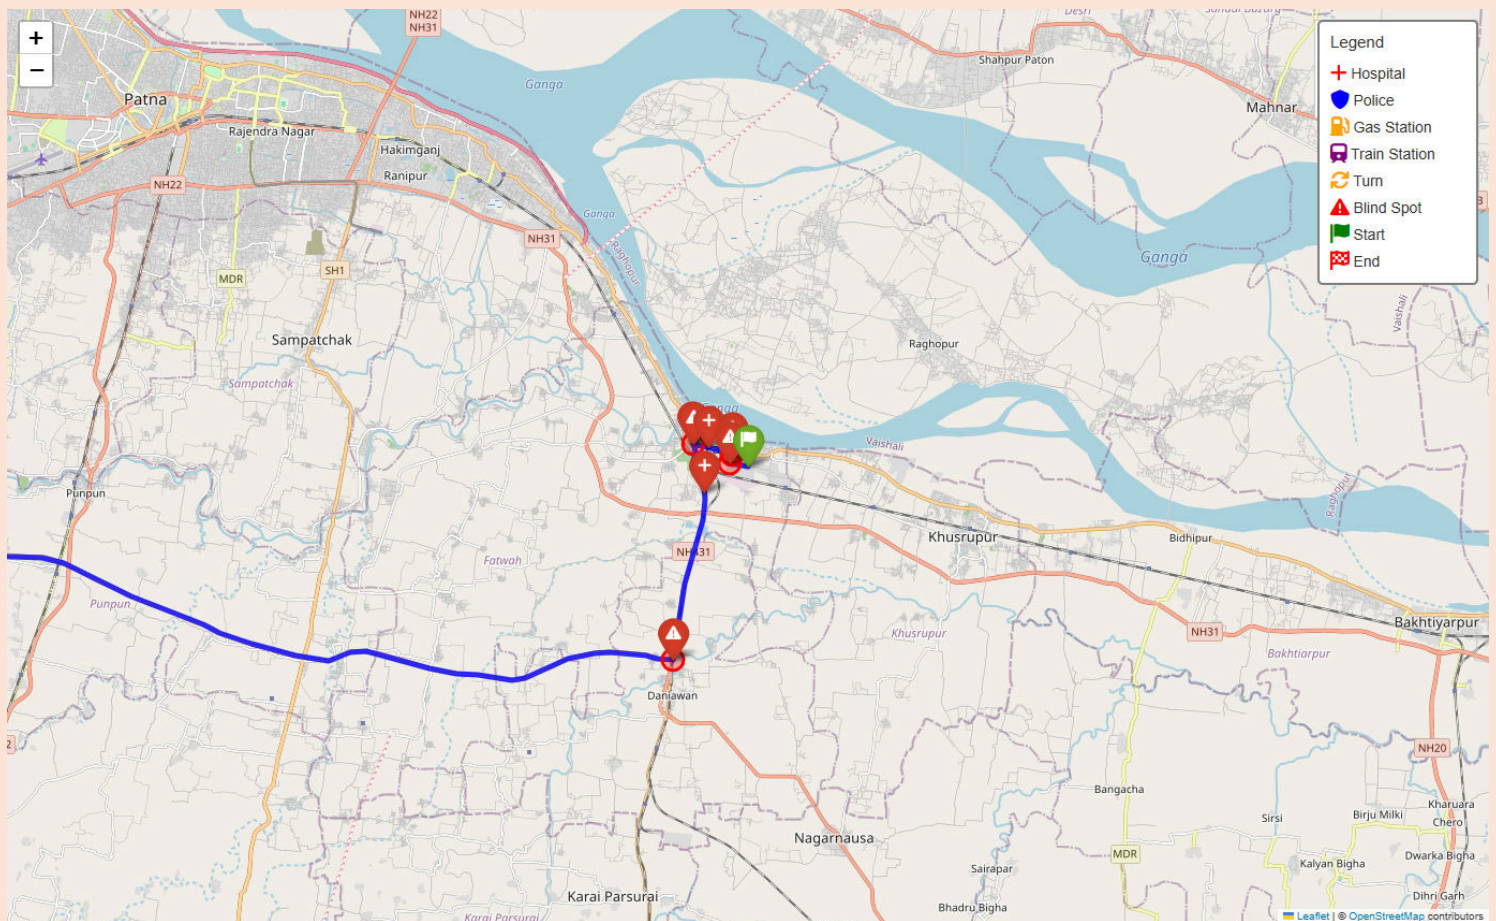 +
−
NH22
NH31
Desri
Ganga
Shahpur Paton
Patna
Mahnar
Rajendra Nagar
Hakimganj
Ranipur
NH22
Ganga
NH31
Raghopur
Ganga
SH1
MDR
Vaishali
Sampatchak
Raghopur
Sampatchak
Ganga
Vaishali
Punpun
Raghopur
Khusrupur
Bidhipur
Fatwah
Punpun
Khusrupur
NH31
Bakhtiyarpur
Bakhtiarpur
Daniawan
NH20
Bangacha
Kharuara
Chero
Sirsi
Birju Milki
Nagarnausa
MDR
Dwarka Bigha
Kalyan Bigha
Sairapar
Karai Parsurai
Dihri Garh
Bhadru Bigha
Karai Parsurai
Legend
Hospital
Police
Gas Station
Train Station
Turn
Blind Spot
Start
End
Leaflet | © OpenStreetMap contributors